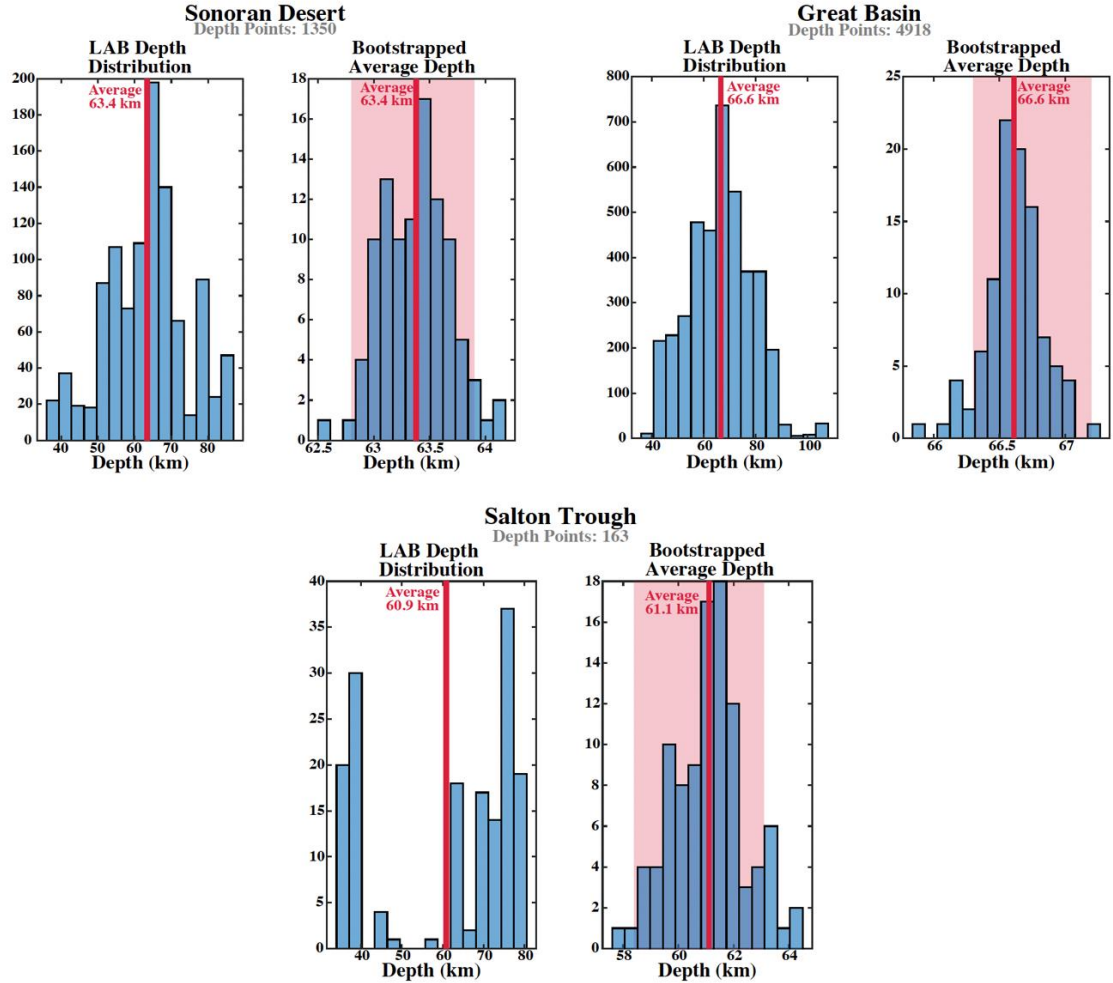 Sonoran Desert
Depth Points: 1350
LAB Depth
Distribution
Average
63.4 km
200
180
160
140
120
100
80
60
40
20
0
40 50 60 70 80
Depth (km)
Bootstrapped
Average Depth
Average
63.4 km
18
16
14
12
10
8
6
4
2
0
62.5 63 63.5 64
Depth (km)
Great Basin
Depth Points: 4918
LAB Depth
Distribution
Average
66.6 km
800
700
600
500
400
300
200
100
0
40 60 80 100
Depth (km)
Bootstrapped
Average Depth
Average
66.6 km
25
20
15
10
5
0
66 66.5 67
Depth (km)
Salton Trough
Depth Points: 163
LAB Depth
Distribution
Average
60.9 km
40
35
30
25
20
15
10
5
0
40 50 60 70 80
Depth (km)
Bootstrapped
Average Depth
Average
61.1 km
18
16
14
12
10
8
6
4
2
0
58 60 62 64
Depth (km)